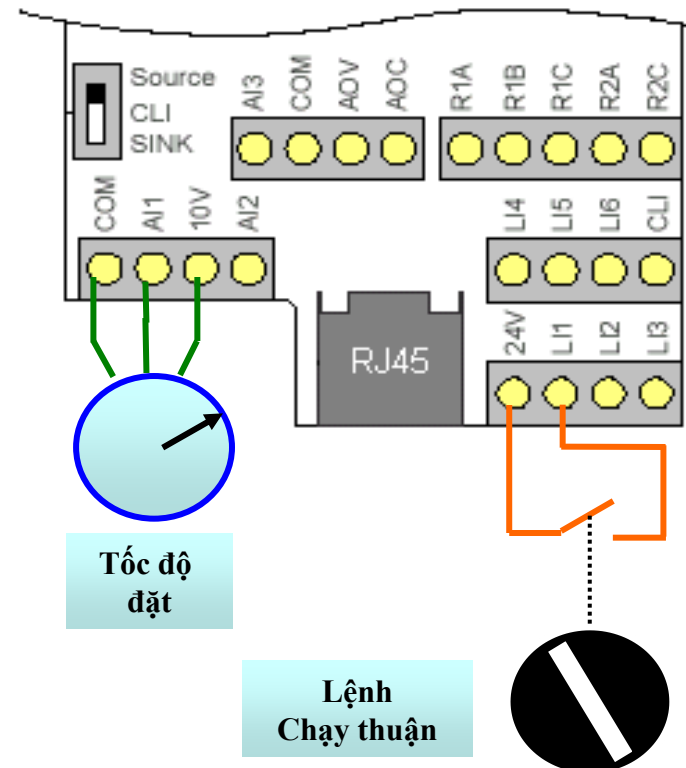 Source
CLI
SINK
AI3
COM
AOV
AOC
R1A
R1B
R1C
R2A
R2C
COM
AI1
10V
AI2
LI4
LI5
LI6
CLI
RJ45
24V
LI1
LI2
LI3
Tốc độ
đặt
Lệnh
Chạy thuận